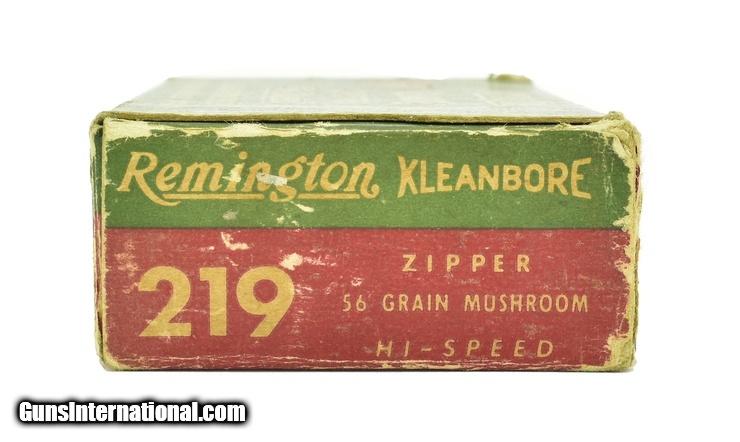 Remington KLEANBORE
219
ZIPPER
56 GRAIN MUSHROOM
HI-SPEED
GunsInternational.com